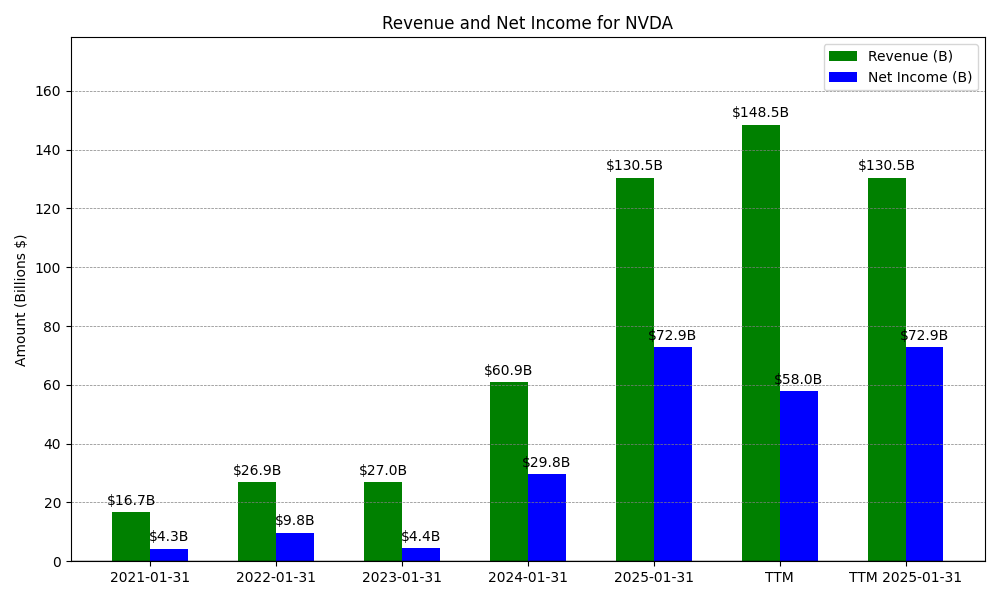 Revenue and Net Income for NVDA
Revenue (B)
Net Income (B)
Amount (Billions $)
160
140
120
100
80
60
40
20
0
$16.7B
$4.3B
$26.9B
$9.8B
$27.0B
$4.4B
$60.9B
$29.8B
$130.5B
$72.9B
$148.5B
$58.0B
$130.5B
$72.9B
2021-01-31
2022-01-31
2023-01-31
2024-01-31
2025-01-31
TTM
TTM 2025-01-31